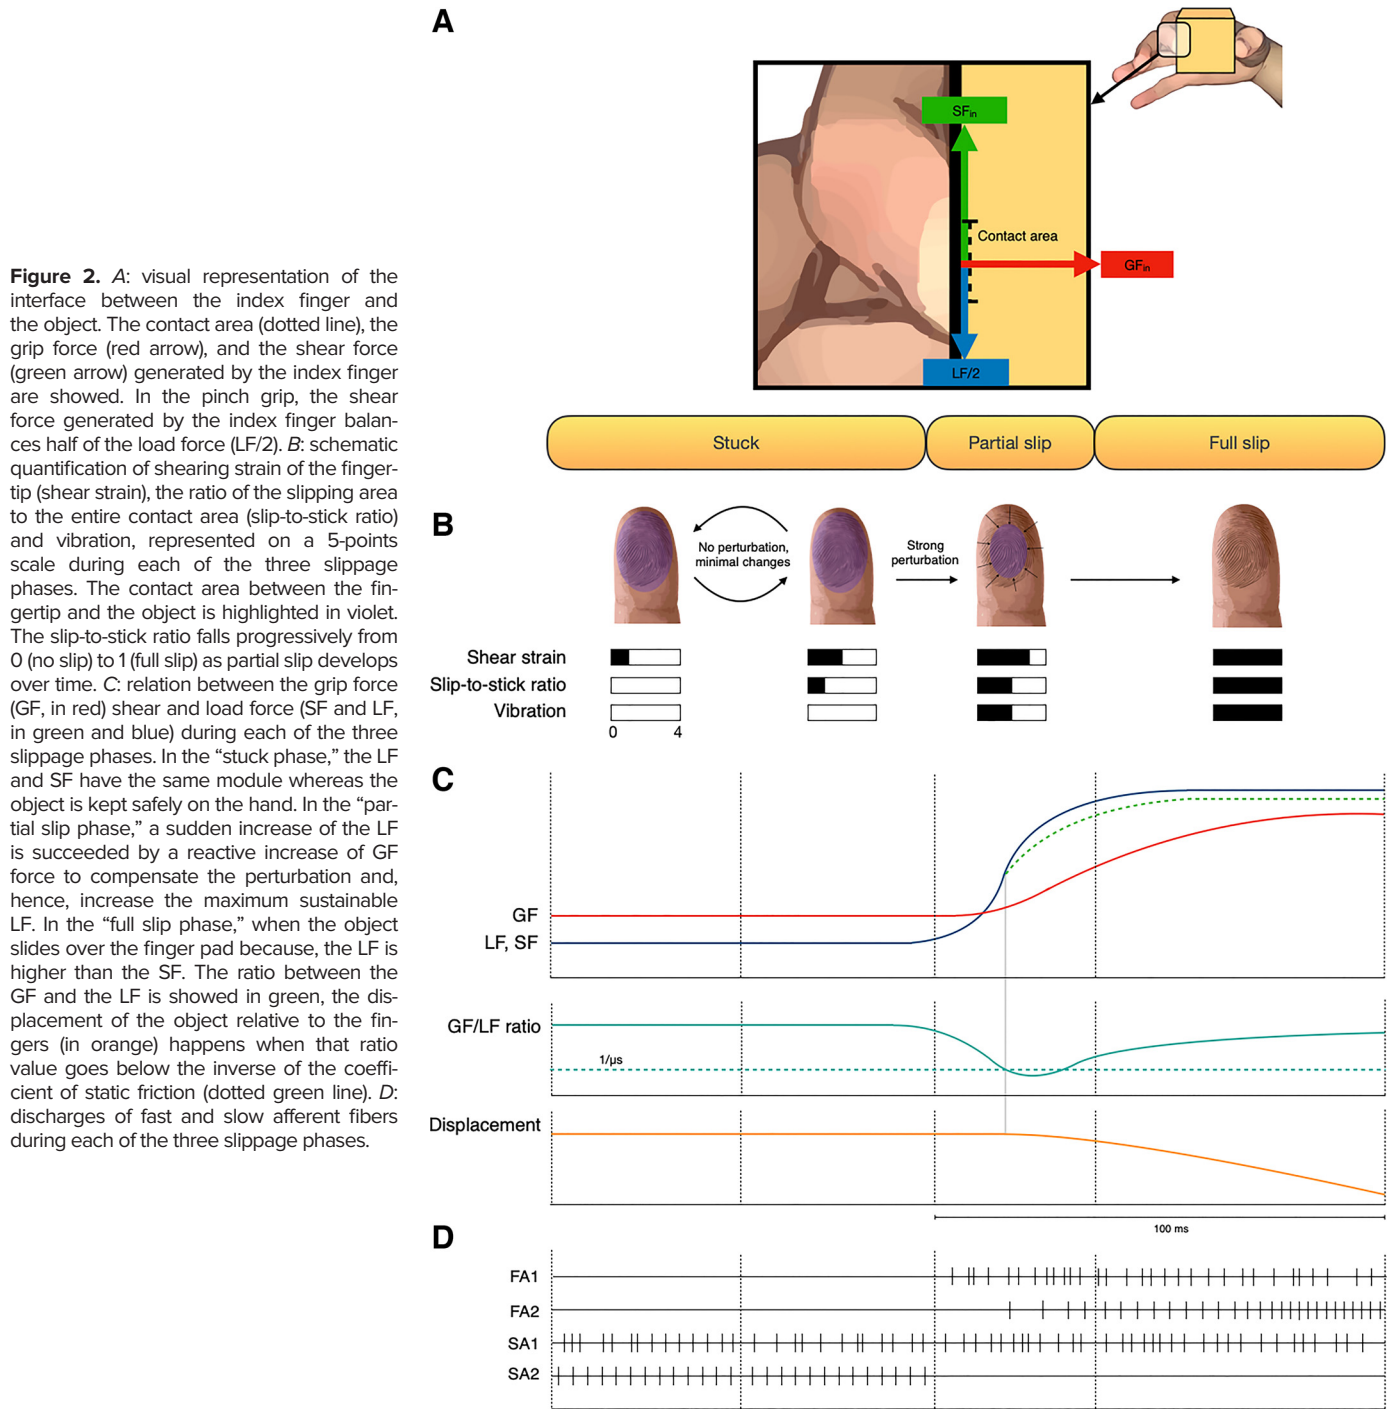 Figure 2. A: visual representation of the
interface between the index finger and
the object. The contact area (dotted line), the
grip force (red arrow), and the shear force
(green arrow) generated by the index finger
are showed. In the pinch grip, the shear
force generated by the index finger balan-
ces half of the load force (LF/2). B: schematic
quantification of shearing strain of the finger-
tip (shear strain), the ratio of the slipping area
to the entire contact area (slip-to-stick ratio)
and vibration, represented on a 5-points
scale during each of the three slippage
phases. The contact area between the fin-
gertip and the object is highlighted in violet.
The slip-to-stick ratio falls progressively from
0 (no slip) to 1 (full slip) as partial slip develops
over time. C: relation between the grip force
(GF, in red) shear and load force (SF and LF,
in green and blue) during each of the three
slippage phases. In the “stuck phase,” the LF
and SF have the same module whereas the
object is kept safely on the hand. In the “par-
tial slip phase,” a sudden increase of the LF
is succeeded by a reactive increase of GF
force to compensate the perturbation and,
hence, increase the maximum sustainable
LF. In the “full slip phase,” when the object
slides over the finger pad because, the LF is
higher than the SF. The ratio between the
GF and the LF is showed in green, the dis-
placement of the object relative to the fin-
gers (in orange) happens when that ratio
value goes below the inverse of the coeffi-
cient of static friction (dotted green line). D:
discharges of fast and slow afferent fibers
during each of the three slippage phases.
A
SFin
Contact area
GFin
LF/2
Stuck
Partial slip
Full slip
B
No perturbation,
minimal changes
Strong
perturbation
Shear strain
Slip-to-stick ratio
Vibration
0 4
C
GF
LF, SF
GF/LF ratio
1/μs
Displacement
100 ms
D
FA1
FA2
SA1
SA2